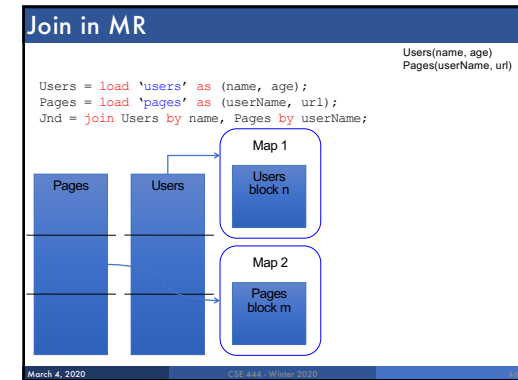 Join in MR
Users(name, age)
Pages(userName, url)
Users = load ‘users’ as (name, age);
Pages = load ‘pages’ as (userName, url);
Jnd = join Users by name, Pages by userName;
Map 1
Users
block n
Pages
Users
Map 2
Pages
block m
March 4, 2020
CSE 444 - Winter 2020